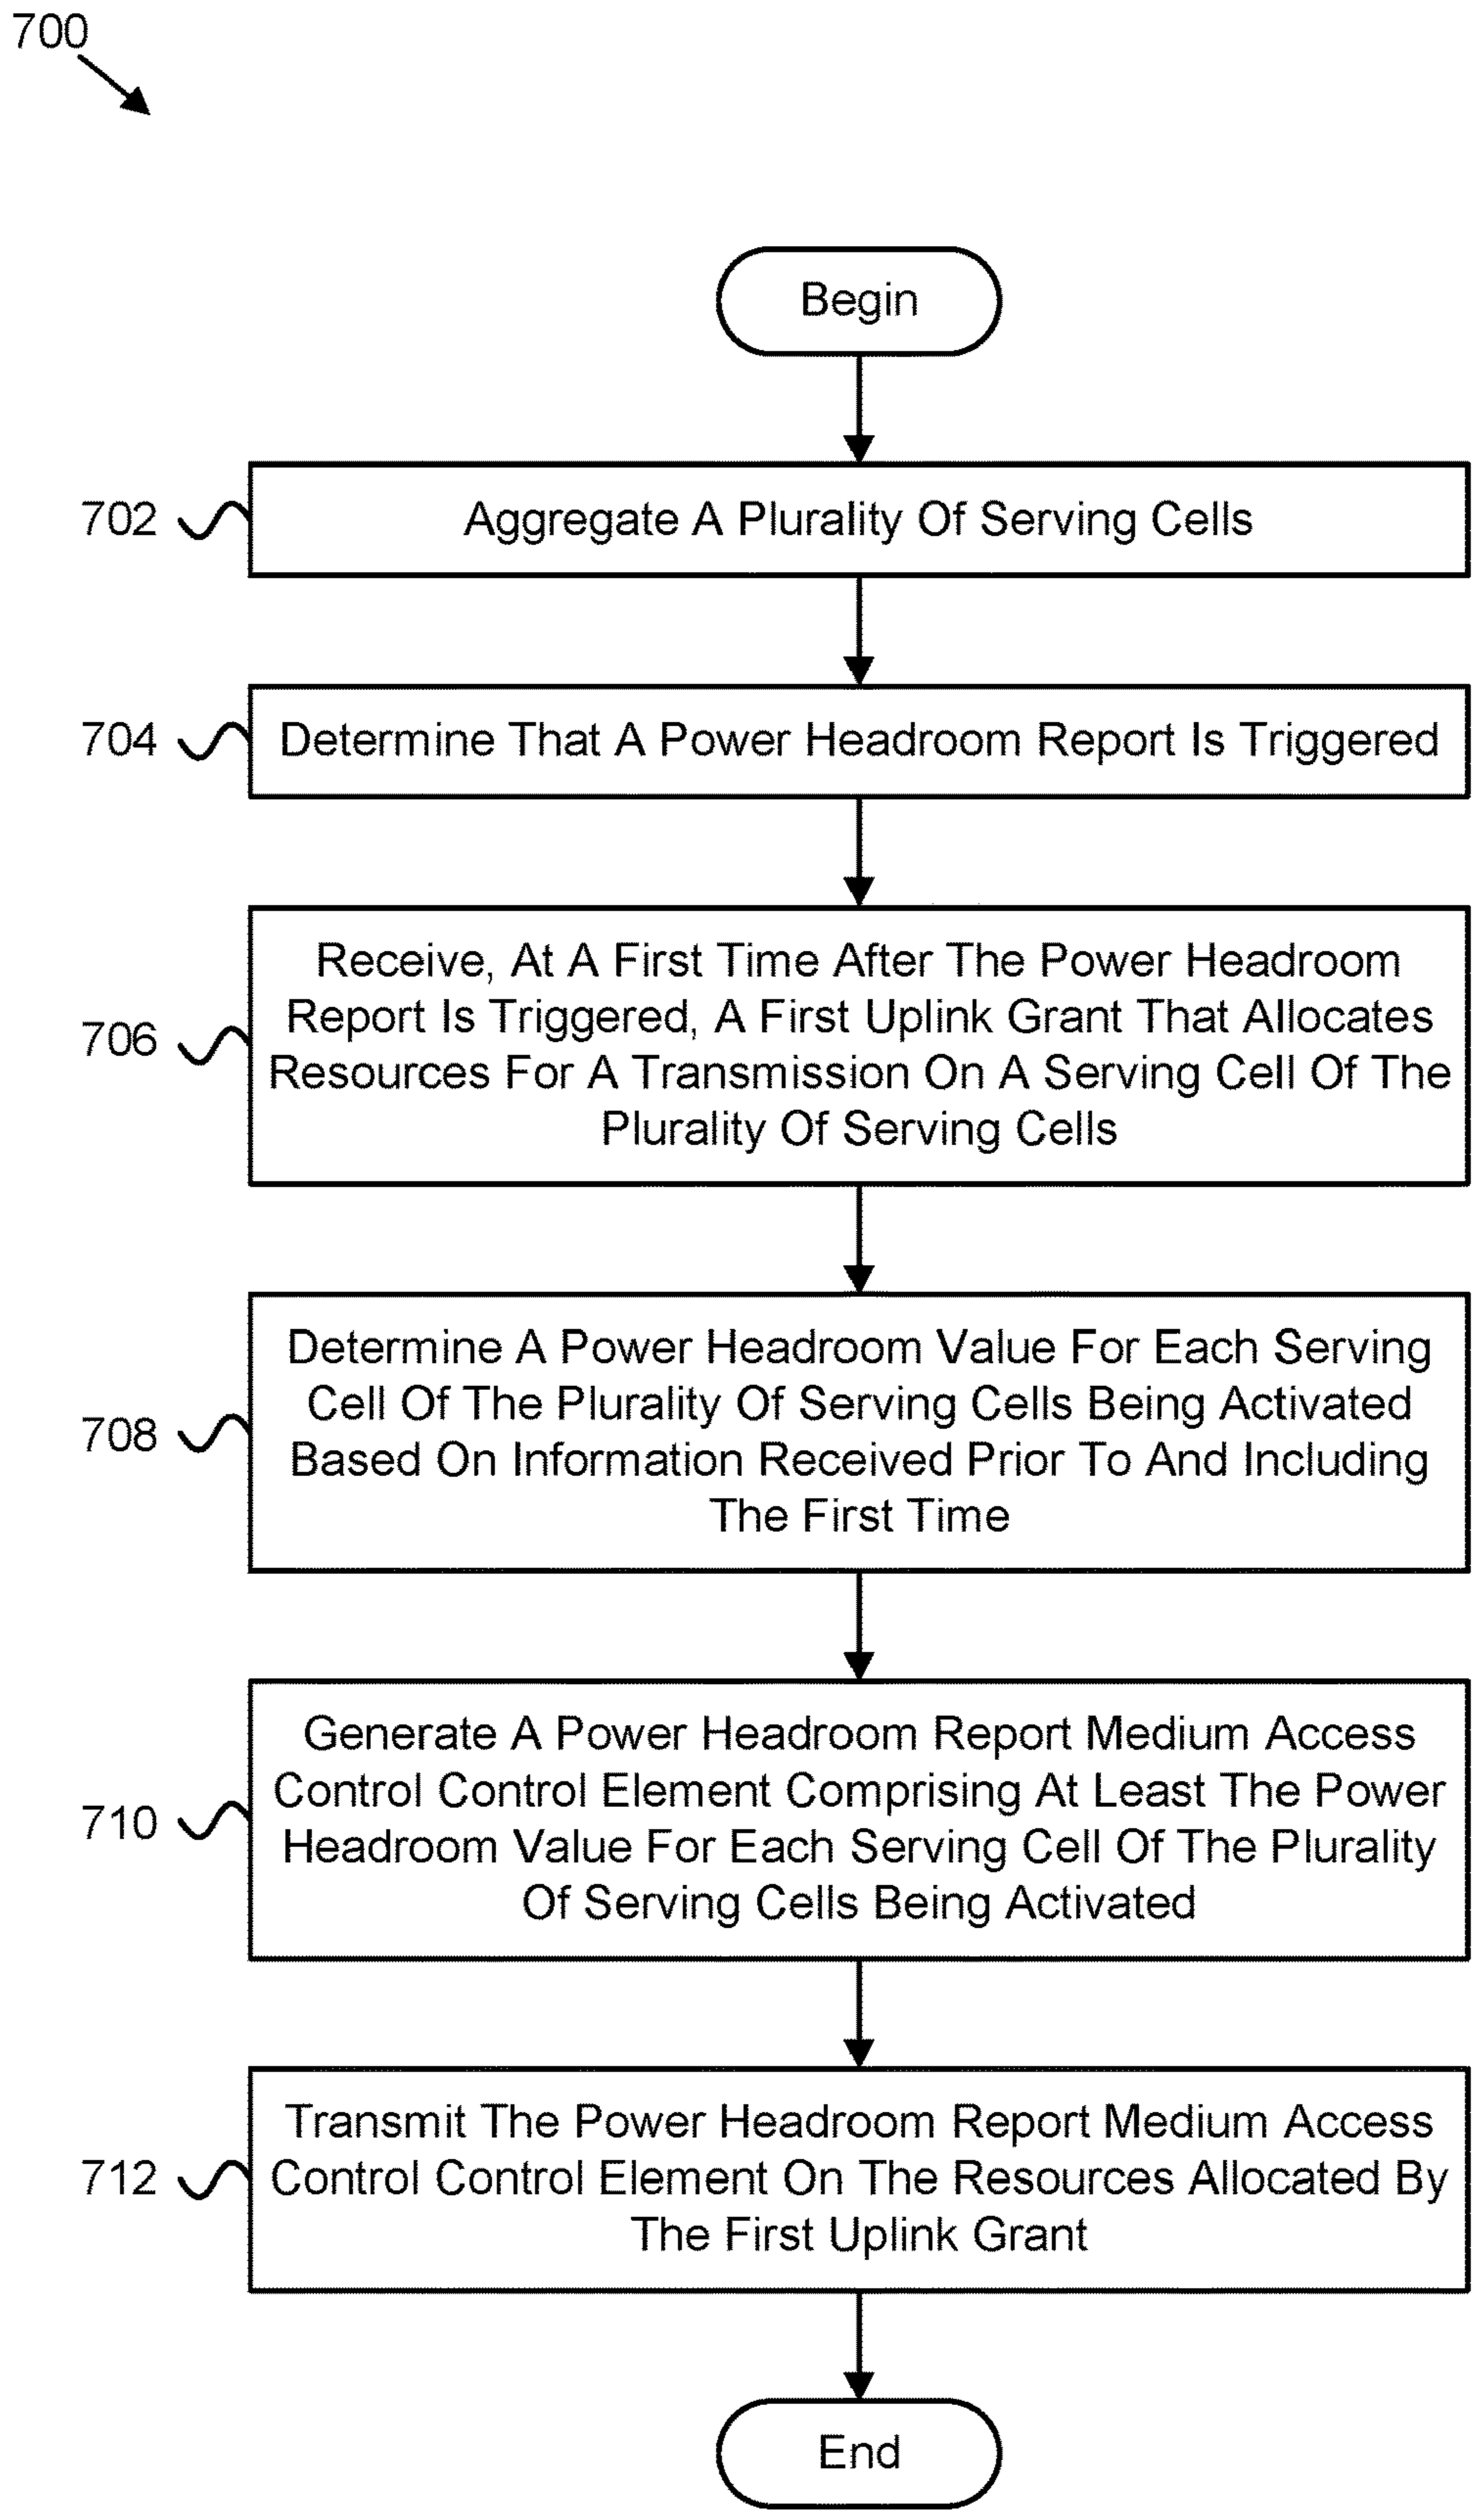 700
Begin
702
Aggregate A Plurality Of Serving Cells
704
Determine That A Power Headroom Report Is Triggered
706
Receive, At A First Time After The Power Headroom
Report Is Triggered, A First Uplink Grant That Allocates
Resources For A Transmission On A Serving Cell Of The
Plurality Of Serving Cells
708
Determine A Power Headroom Value For Each Serving
Cell Of The Plurality Of Serving Cells Being Activated
Based On Information Received Prior To And Including
The First Time
710
Generate A Power Headroom Report Medium Access
Control Control Element Comprising At Least The Power
Headroom Value For Each Serving Cell Of The Plurality
Of Serving Cells Being Activated
712
Transmit The Power Headroom Report Medium Access
Control Control Element On The Resources Allocated By
The First Uplink Grant
End